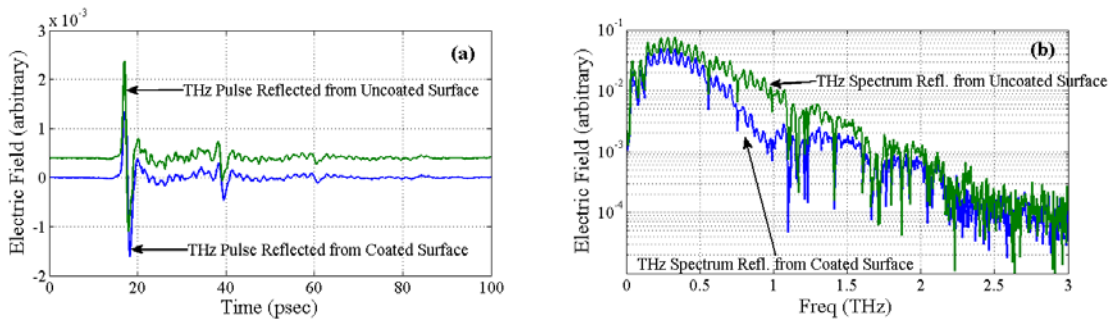 x 10^-3
3
2
1
0
-1
-2
Electric Field (arbitrary)
(a)
THz Pulse Reflected from Uncoated Surface
THz Pulse Reflected from Coated Surface
0
20
40
60
80
100
Time (psec)
10^-1
10^-2
10^-3
10^-4
Electric Field (arbitrary)
(b)
THz Spectrum Refl. from Uncoated Surface
THz Spectrum Refl. from Coated Surface
0
0.5
1
1.5
2
2.5
3
Freq (THz)